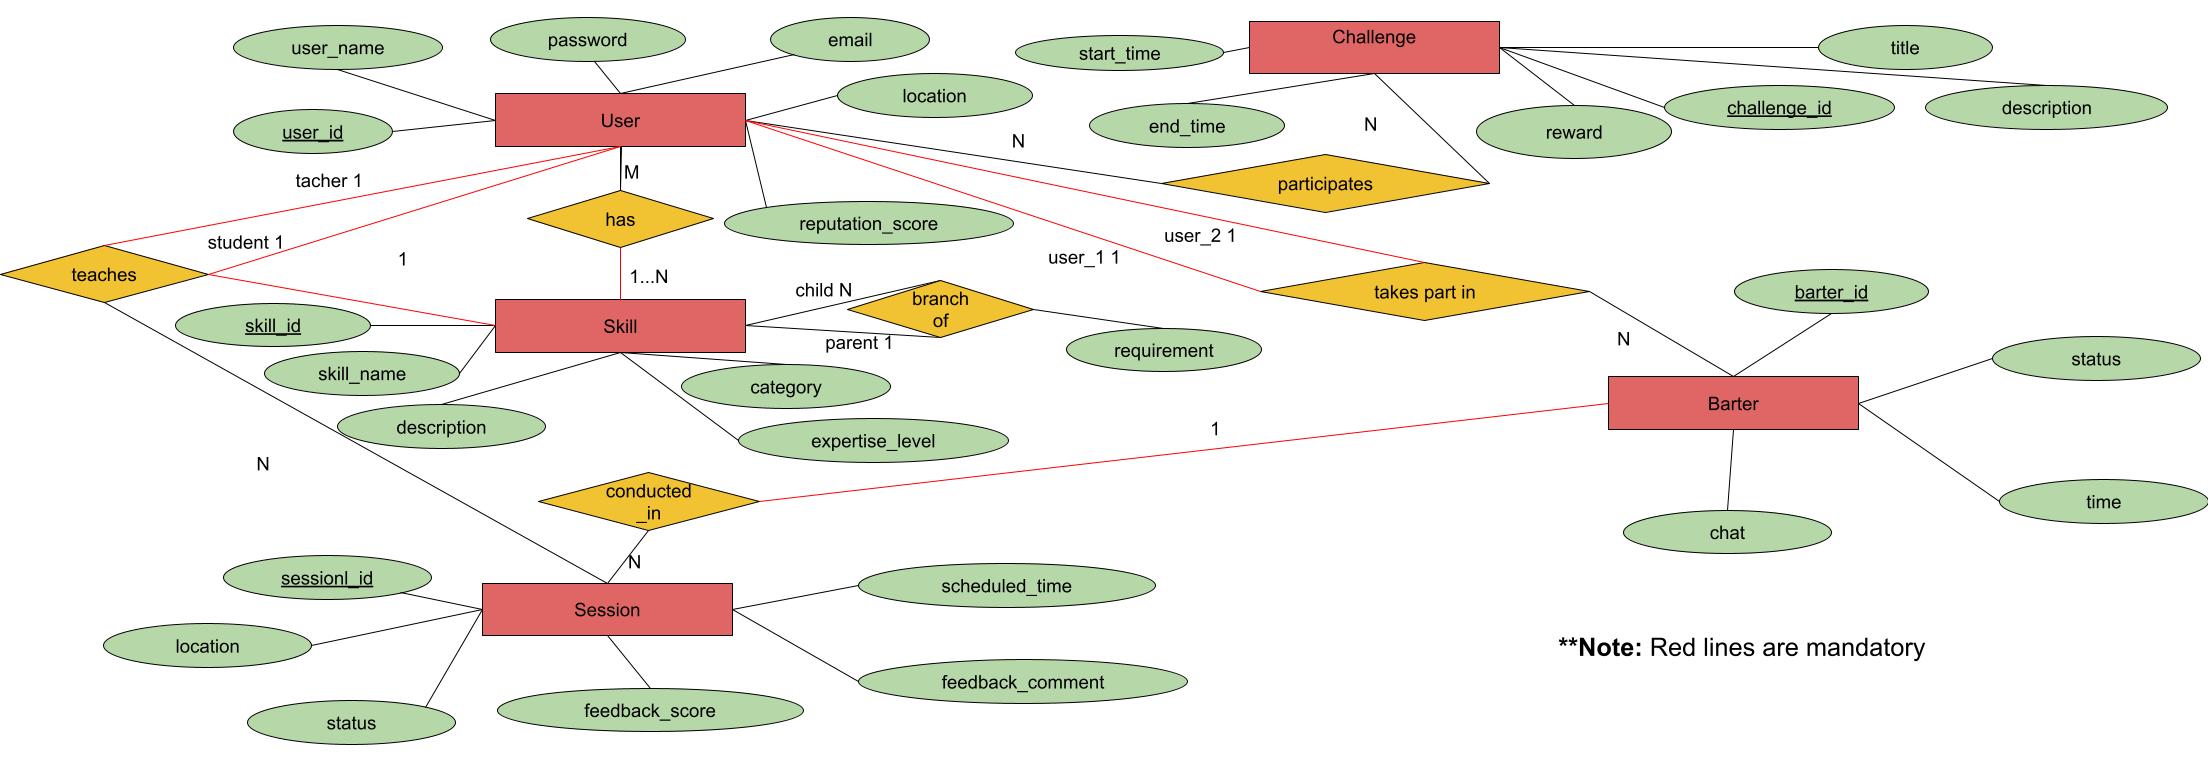 user_name
password
email
Challenge
start_time
title
location
user_id
User
end_time
N
reward
challenge_id
description
N
M
tacher 1
participates
has
reputation_score
student 1
user_2 1
user_1 1
1
teaches
1...N
child N
branch
of
takes part in
barter_id
skill_id
Skill
parent 1
requirement
N
status
skill_name
category
description
expertise_level
Barter
1
N
conducted
_in
time
chat
N
sessionl_id
Session
scheduled_time
location
**Note: Red lines are mandatory
feedback_comment
status
feedback_score